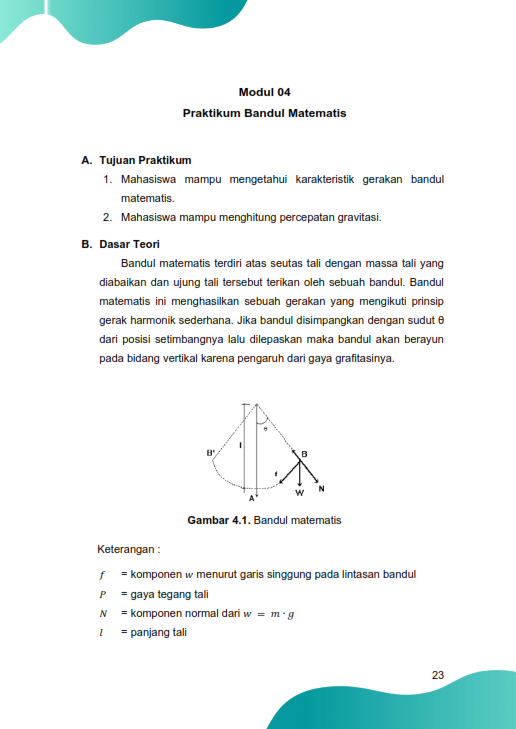 Modul 04
Praktikum Bandul Matematis
A. Tujuan Praktikum
1. Mahasiswa mampu mengetahui karakteristik gerakan bandul
matematis.
2. Mahasiswa mampu menghitung percepatan gravitasi.
B. Dasar Teori
Bandul matematis terdiri atas seutas tali dengan massa tali yang
diabaikan dan ujung tali tersebut terikan oleh sebuah bandul. Bandul
matematis ini menghasilkan sebuah gerakan yang mengikuti prinsip
gerak harmonik sederhana. Jika bandul disimpangkan dengan sudut θ
dari posisi setimbangnya lalu dilepaskan maka bandul akan berayun
pada bidang vertikal karena pengaruh dari gaya grafitasinya.
θ
l
B'
B
f
W
N
A
Gambar 4.1. Bandul matematis
Keterangan :
f = komponen w menurut garis singgung pada lintasan bandul
P = gaya tegang tali
N = komponen normal dari w = m · g
l = panjang tali
23